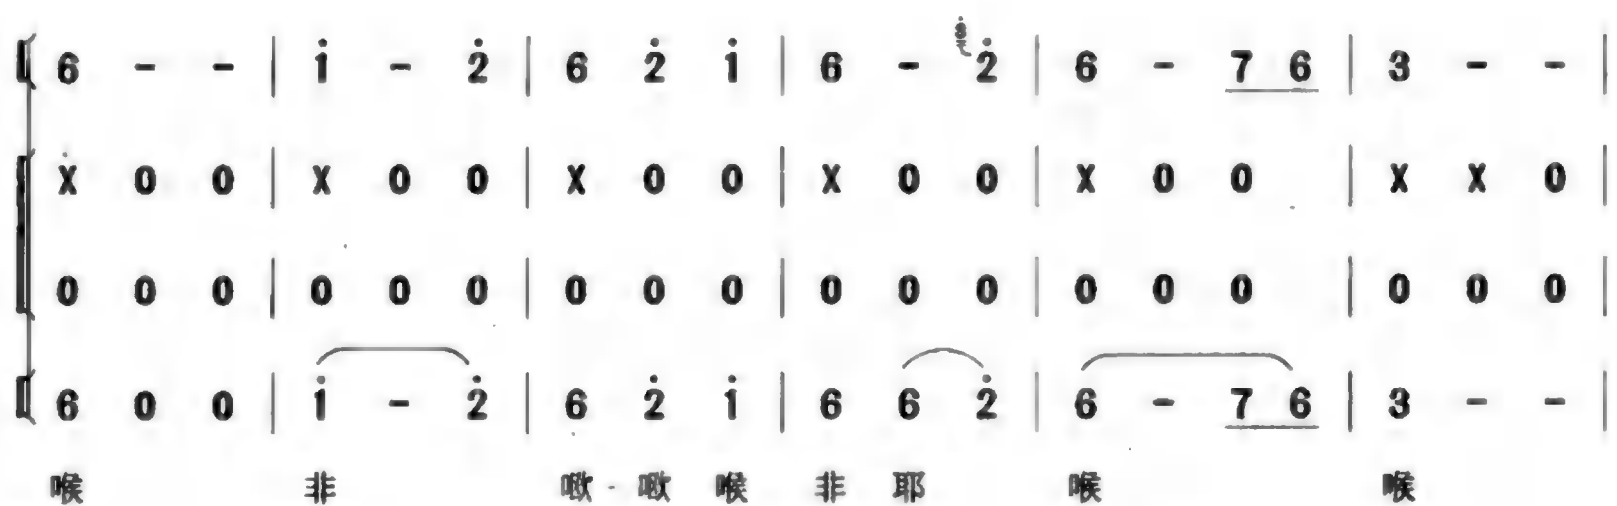 6 - - | i̇ - 2̇ | 6 2̇ i̇ | 6 - 2̇ | 6 - 7 6 | 3 - - |
X 0 0 | X 0 0 | X 0 0 | X 0 0 | X 0 0 | X X 0 |
0 0 0 | 0 0 0 | 0 0 0 | 0 0 0 | 0 0 0 | 0 0 0 |
6 0 0 | i̇ - 2̇ | 6 2̇ i̇ | 6 6 2̇ | 6 - 7 6 | 3 - - |
喉 非 噷 - 噷 喉 非 耶 喉 喉